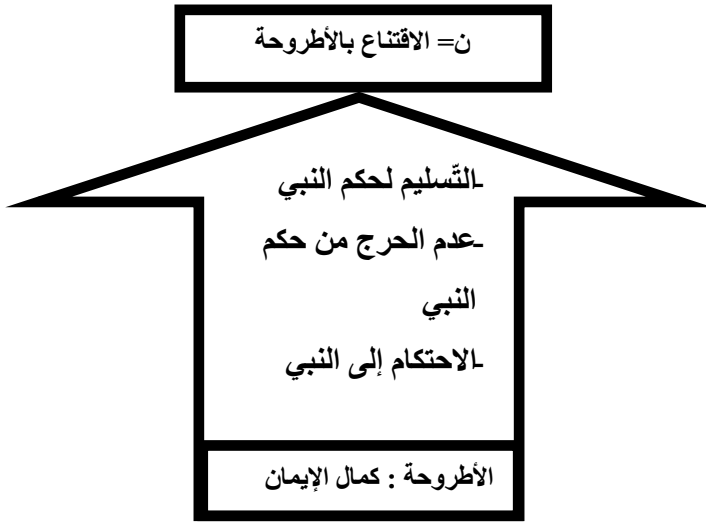 ن= الاقتناع بالأطروحة
-التّسليم لحكم النبي
-عدم الحرج من حكم
النبي
-الاحتكام إلى النبي
الأطروحة : كمال الإيمان